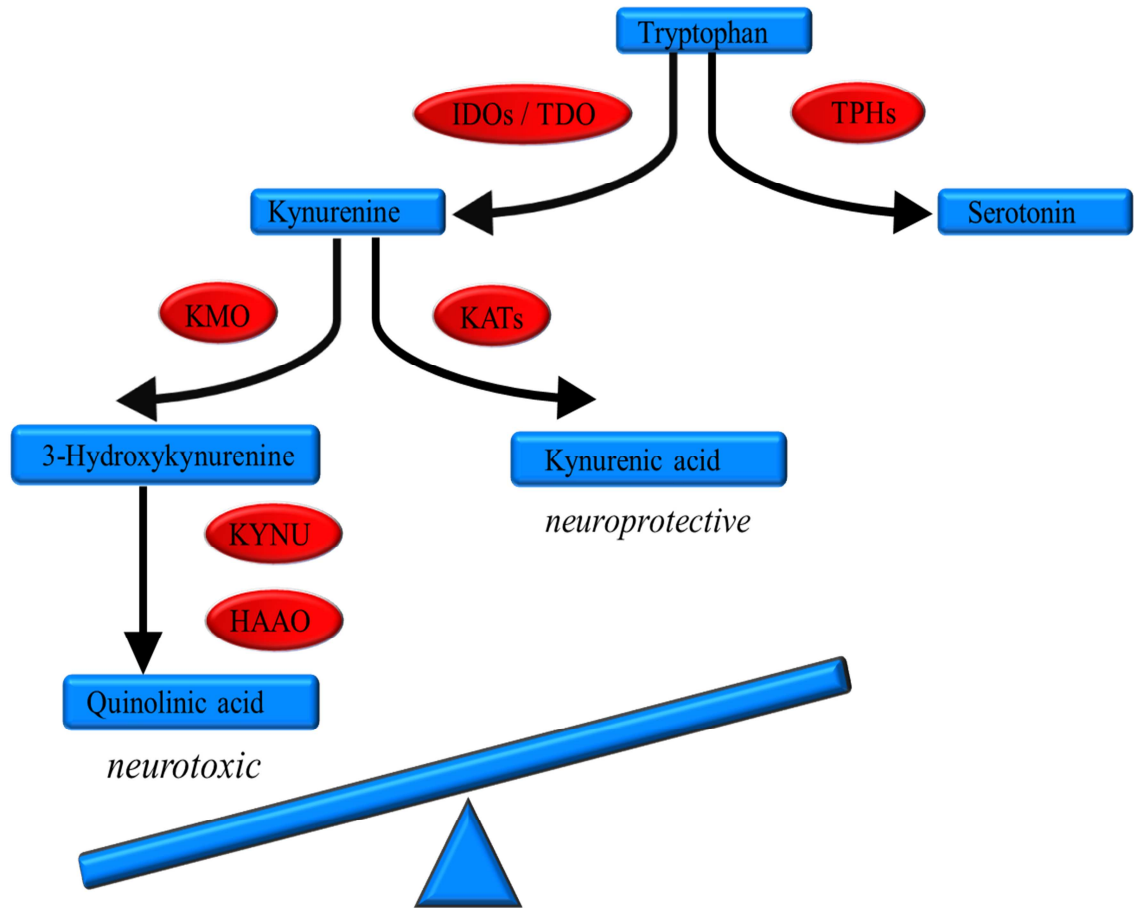 Tryptophan
IDOs / TDO
TPHs
Kynurenine
Serotonin
KMO
KATs
3-Hydroxykynurenine
Kynurenic acid
neuroprotective
KYNU
HAAO
Quinolinic acid
neurotoxic